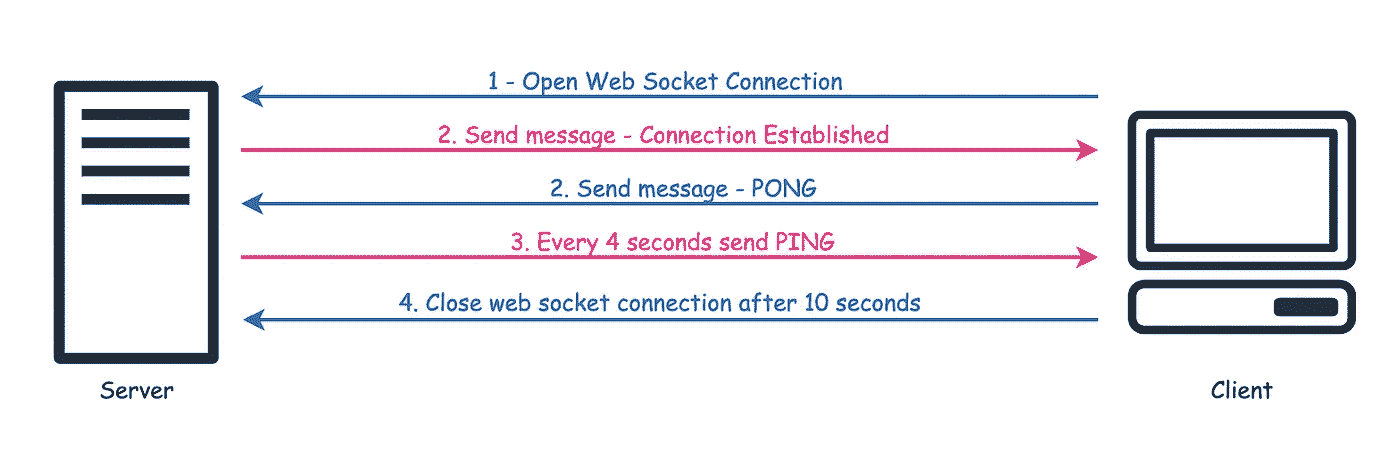 1 - Open Web Socket Connection
2. Send message - Connection Established
2. Send message - PONG
3. Every 4 seconds send PING
4. Close web socket connection after 10 seconds
Server
Client